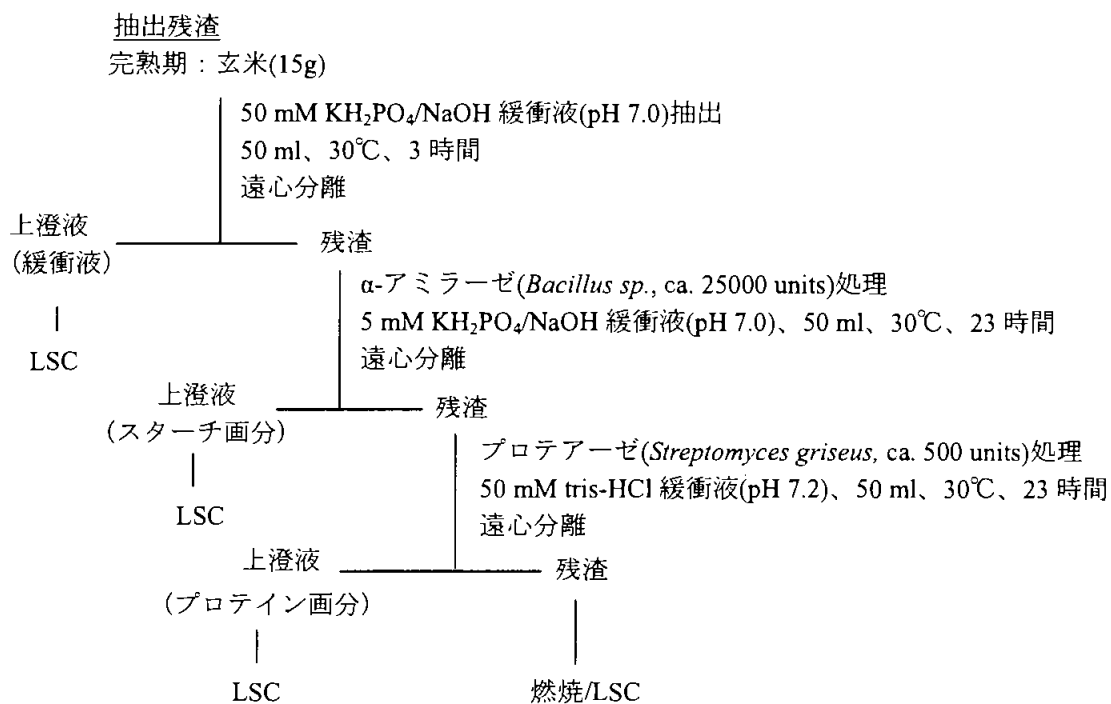 抽出残渣
完熟期：玄米(15g)
50 mM KH₂PO₄/NaOH 緩衝液(pH 7.0)抽出
50 ml、30℃、3 時間
遠心分離
上澄液
(緩衝液)
残渣
LSC
α-アミラーゼ(Bacillus sp., ca. 25000 units)処理
5 mM KH₂PO₄/NaOH 緩衝液(pH 7.0)、50 ml、30℃、23 時間
遠心分離
上澄液
(スターチ画分)
残渣
LSC
プロテアーゼ(Streptomyces griseus, ca. 500 units)処理
50 mM tris-HCl 緩衝液(pH 7.2)、50 ml、30℃、23 時間
遠心分離
上澄液
(プロテイン画分)
残渣
LSC
燃焼/LSC